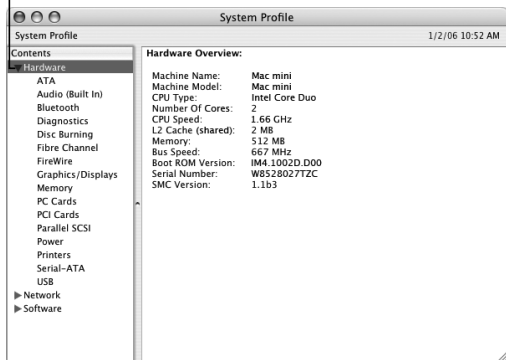 System Profile
System Profile 1/2/06 10:52 AM
Contents
Hardware
ATA
Audio (Built In)
Bluetooth
Diagnostics
Disc Burning
Fibre Channel
FireWire
Graphics/Displays
Memory
PC Cards
PCI Cards
Parallel SCSI
Power
Printers
Serial-ATA
USB
Network
Software
Hardware Overview:
Machine Name: Mac mini
Machine Model: Mac mini
CPU Type: Intel Core Duo
Number Of Cores: 2
CPU Speed: 1.66 GHz
L2 Cache (shared): 2 MB
Memory: 512 MB
Bus Speed: 667 MHz
Boot ROM Version: IM4.1002D.D00
Serial Number: W8528027TZC
SMC Version: 1.1b3